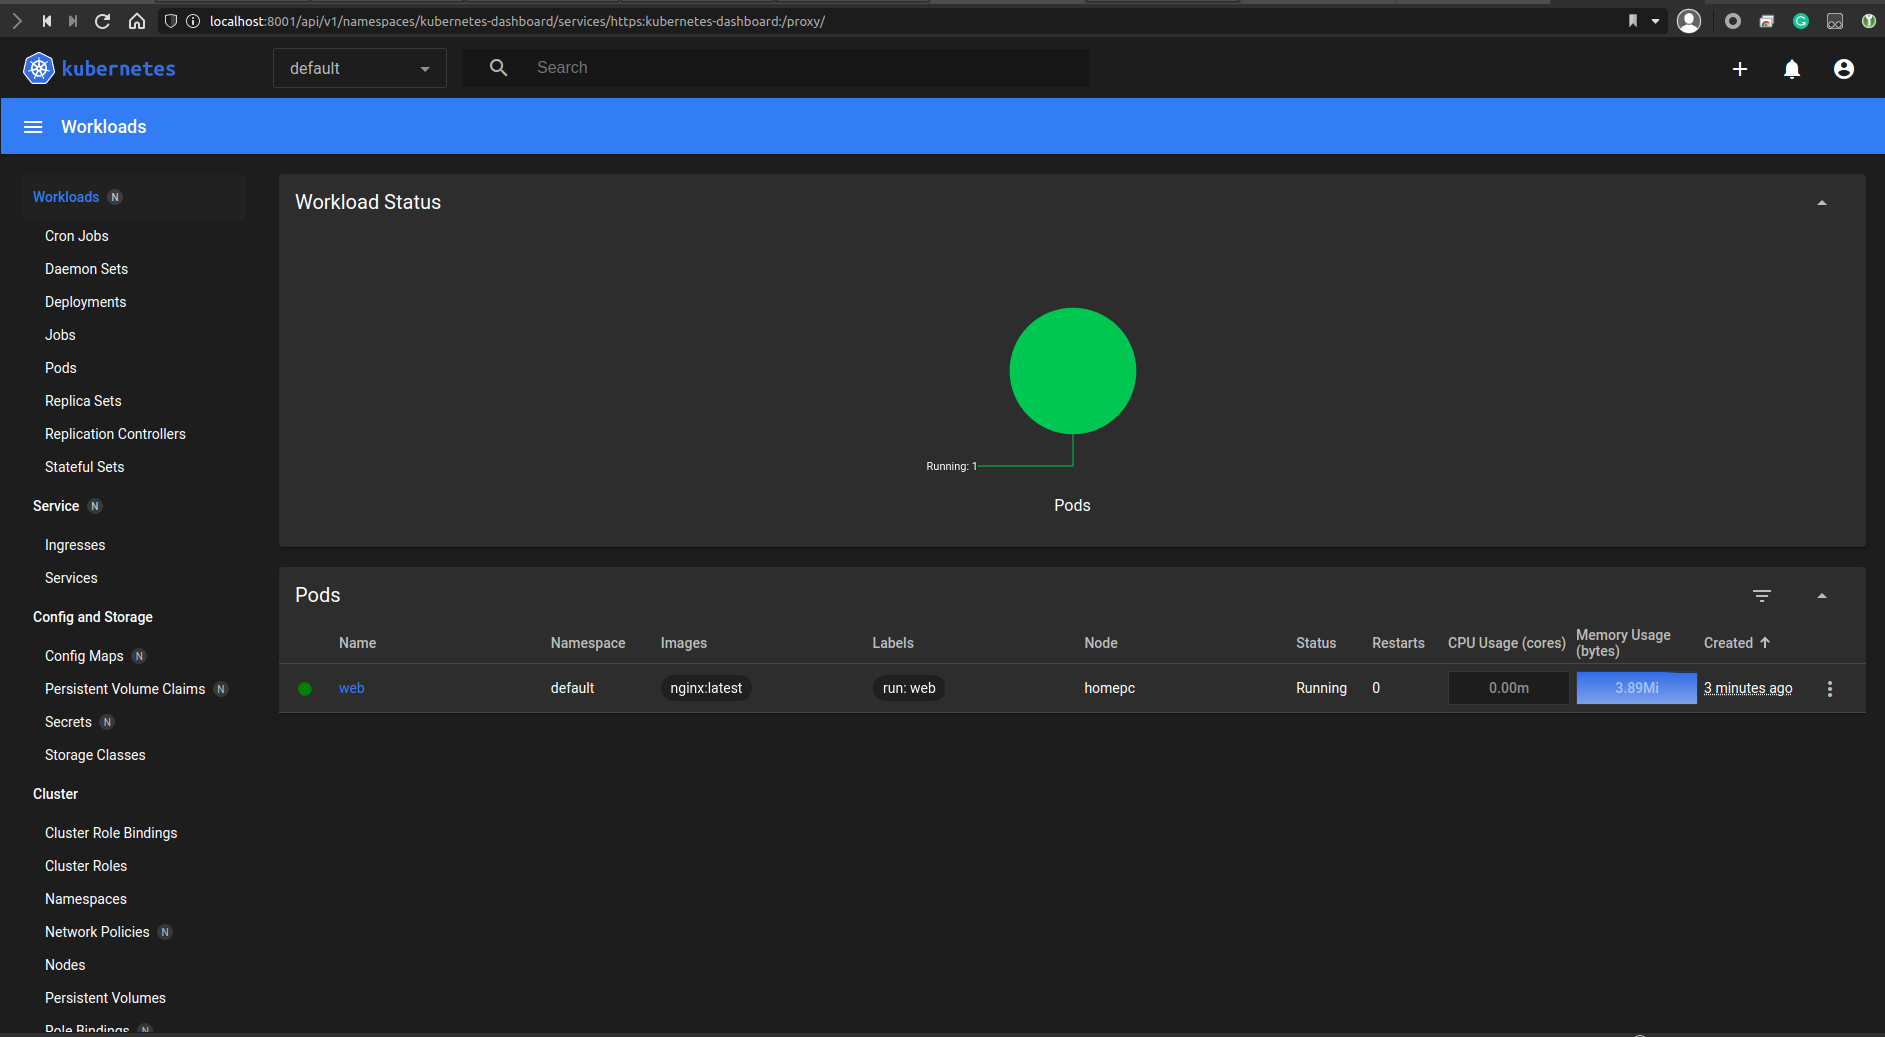 localhost:8001/api/v1/namespaces/kubernetes-dashboard/services/https:kubernetes-dashboard:/proxy/
kubernetes
default
Search
Workloads
Workloads N
Cron Jobs
Daemon Sets
Deployments
Jobs
Pods
Replica Sets
Replication Controllers
Stateful Sets
Service N
Ingresses
Services
Config and Storage
Config Maps N
Persistent Volume Claims N
Secrets N
Storage Classes
Cluster
Cluster Role Bindings
Cluster Roles
Namespaces
Network Policies N
Nodes
Persistent Volumes
Role Bindings N
Workload Status
Running: 1
Pods
Pods
Name Namespace Images Labels Node Status Restarts CPU Usage (cores) Memory Usage (bytes) Created
web default nginx:latest run: web homepc Running 0 0.00m 3.89Mi 3 minutes ago